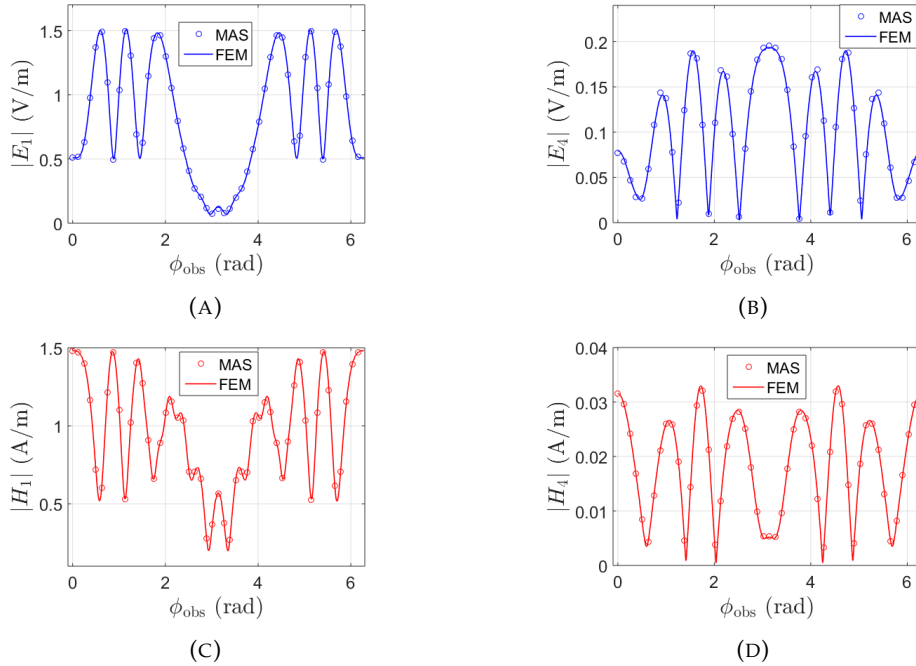 1.5
1
0.5
0
|E₁| (V/m)
MAS
FEM
0 2 4 6
ϕobs (rad)
(A)
0.2
0.15
0.1
0.05
0
|E₄| (V/m)
MAS
FEM
0 2 4 6
ϕobs (rad)
(B)
1.5
1
0.5
|H₁| (A/m)
MAS
FEM
0 2 4 6
ϕobs (rad)
(C)
0.04
0.03
0.02
0.01
0
|H₄| (A/m)
MAS
FEM
0 2 4 6
ϕobs (rad)
(D)